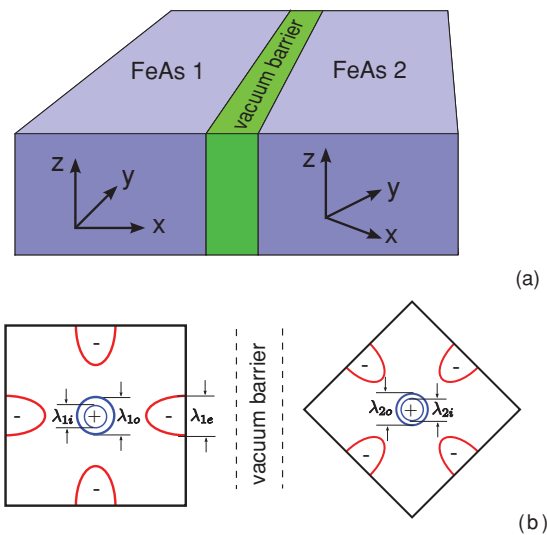 FeAs 1
vacuum barrier
FeAs 2
z
y
x
z
y
x
(a)
-
-
λ1i
+
λ1o
-
λ1e
-
vacuum barrier
-
-
λ2o
+
λ2i
-
-
(b)